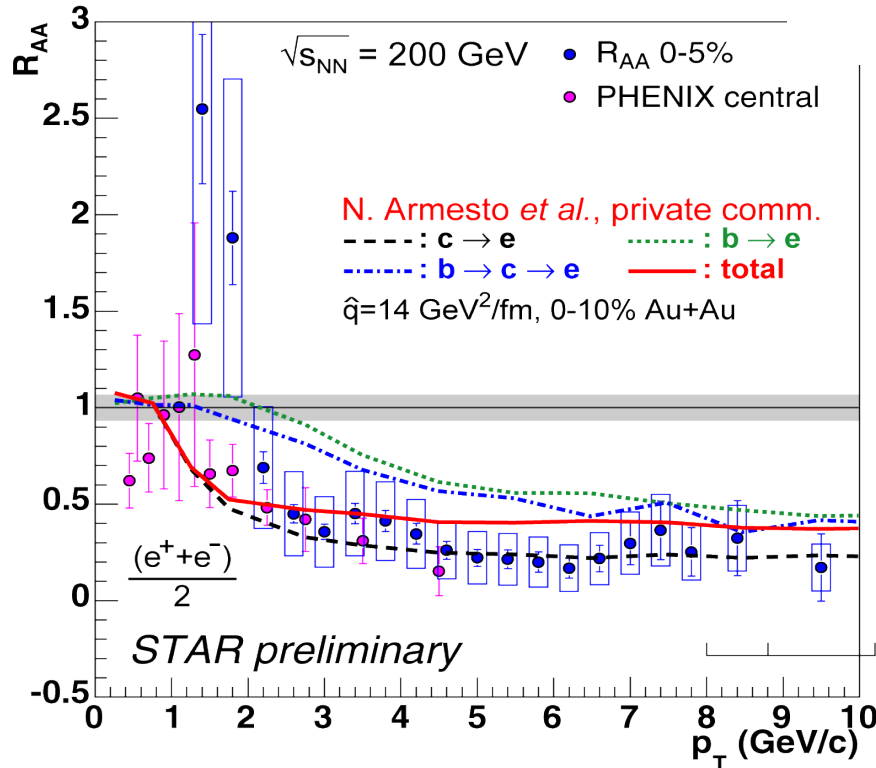 3
R_AA
√s_NN = 200 GeV
R_AA 0-5%
PHENIX central
2.5
2
N. Armesto et al., private comm.
: c → e
: b → e
: b → c → e
: total
1.5
q̂=14 GeV²/fm, 0-10% Au+Au
1
0.5
(e⁺+e⁻)
2
0
STAR preliminary
-0.5
0 1 2 3 4 5 6 7 8 9 10
p_T (GeV/c)